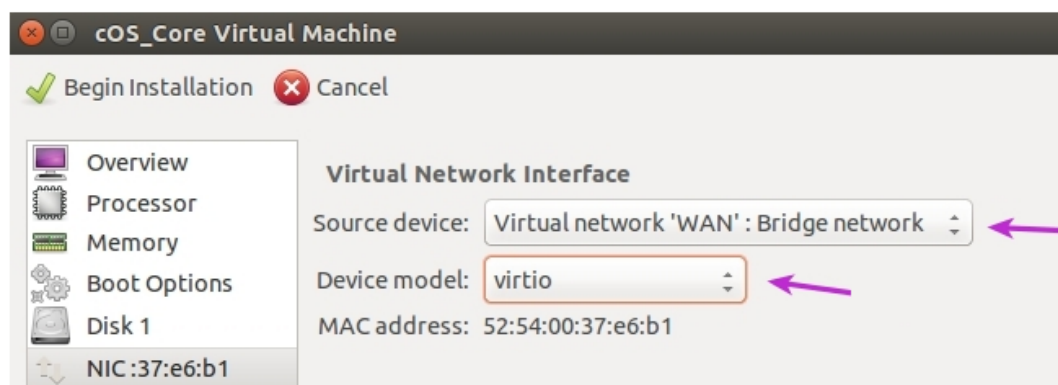 cOS_Core Virtual Machine
Begin Installation Cancel
Overview
Processor
Memory
Boot Options
Disk 1
NIC :37:e6:b1
Virtual Network Interface
Source device: Virtual network 'WAN' : Bridge network
Device model: virtio
MAC address: 52:54:00:37:e6:b1